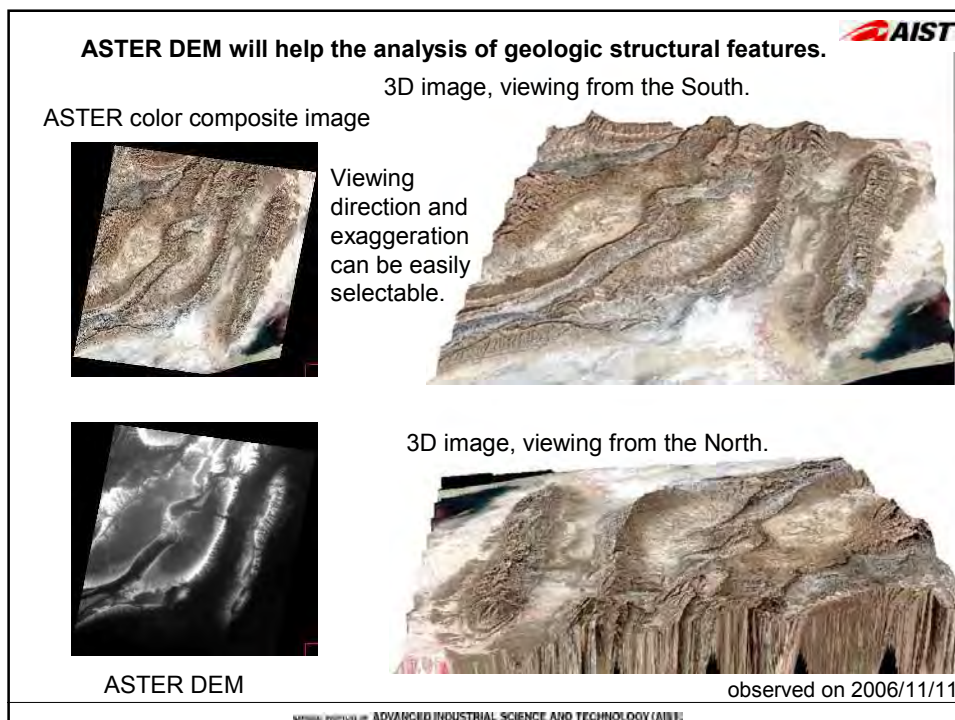 AIST
ASTER DEM will help the analysis of geologic structural features.
3D image, viewing from the South.
ASTER color composite image
Viewing
direction and
exaggeration
can be easily
selectable.
3D image, viewing from the North.
ASTER DEM
observed on 2006/11/11
ADVANCED INDUSTRIAL SCIENCE AND TECHNOLOGY (AIST)